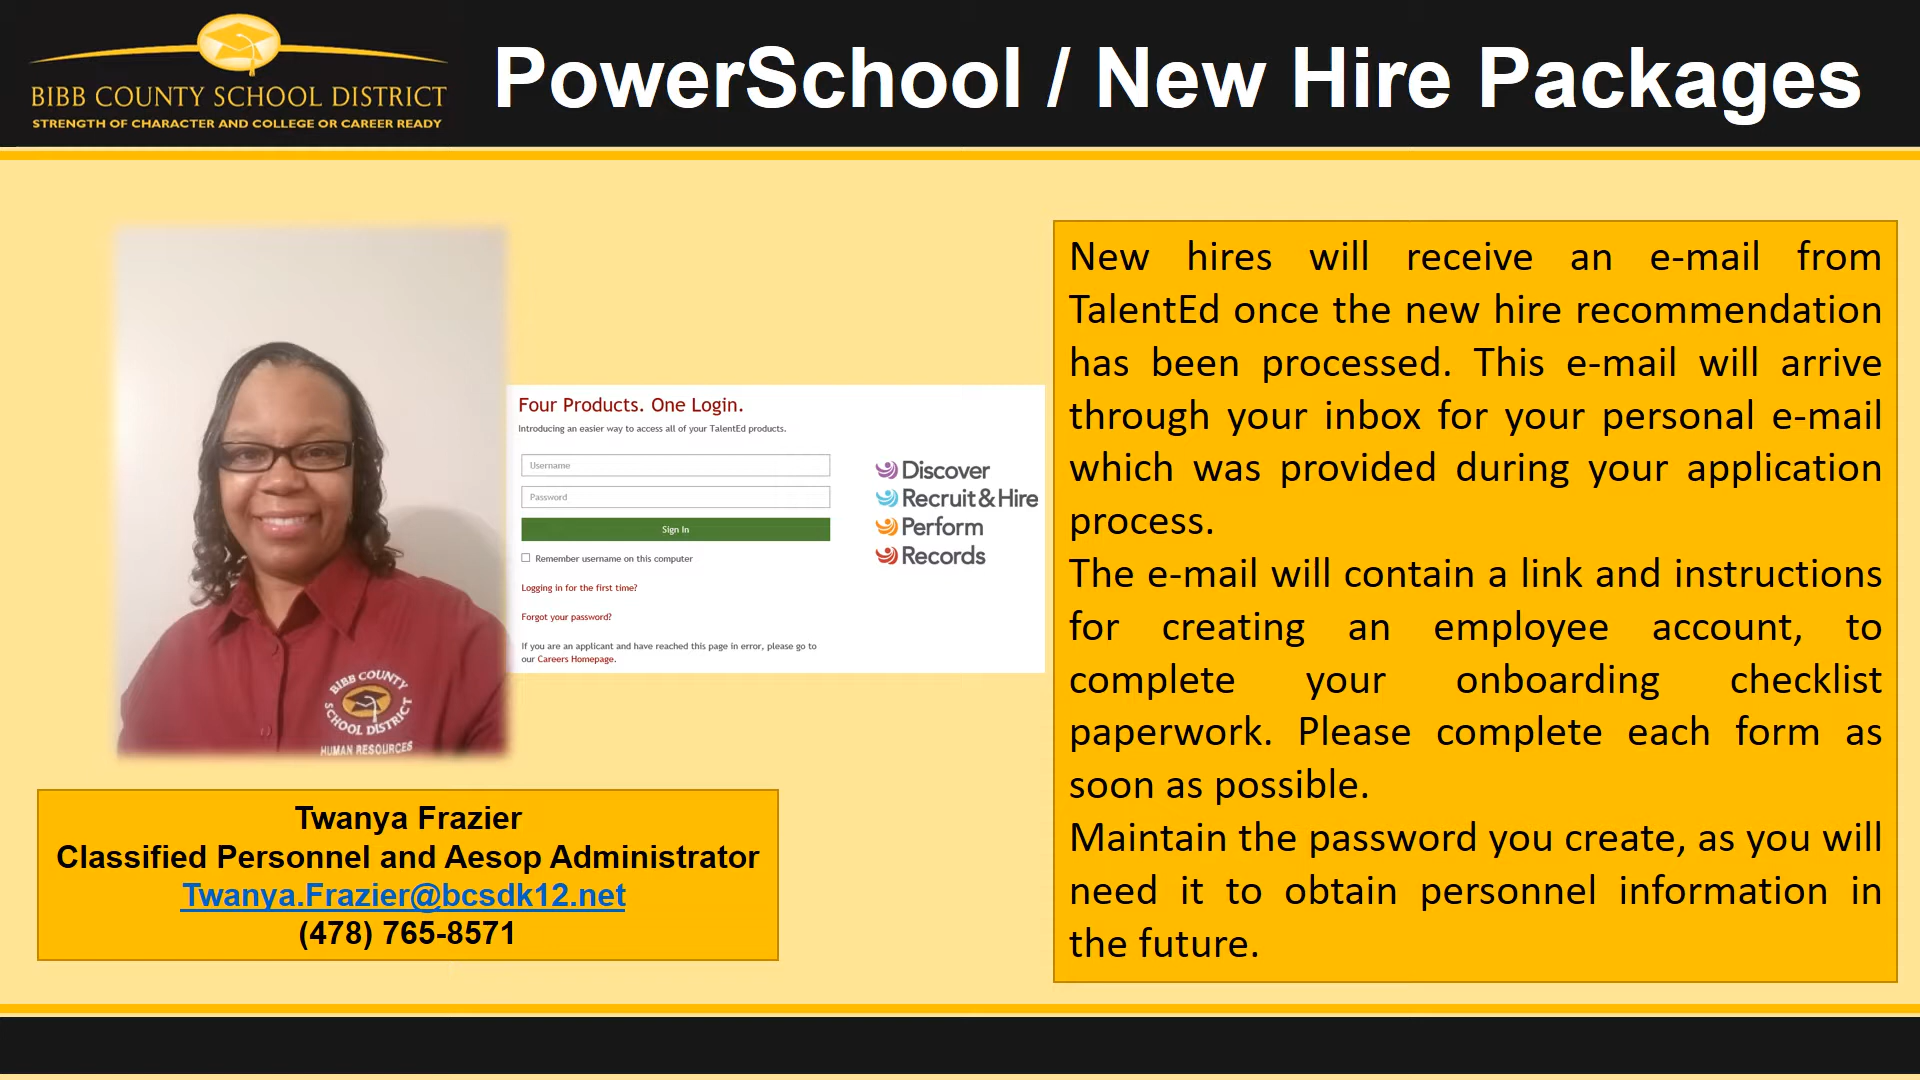 BIBB COUNTY SCHOOL DISTRICT
STRENGTH OF CHARACTER AND COLLEGE OR CAREER READY
PowerSchool / New Hire Packages
BIBB COUNTY
SCHOOL DISTRICT
HUMAN RESOURCES
Four Products. One Login.
Introducing an easier way to access all of your TalentEd products.
Username
Password
Sign In
Remember username on this computer
Logging in for the first time?
Forgot your password?
If you are an applicant and have reached this page in error, please go to
our Careers Homepage.
Discover
Recruit & Hire
Perform
Records
Twanya Frazier
Classified Personnel and Aesop Administrator
Twanya.Frazier@bcsdk12.net
(478) 765-8571
New hires will receive an e-mail from
TalentEd once the new hire recommendation
has been processed. This e-mail will arrive
through your inbox for your personal e-mail
which was provided during your application
process.
The e-mail will contain a link and instructions
for creating an employee account, to
complete your onboarding checklist
paperwork. Please complete each form as
soon as possible.
Maintain the password you create, as you will
need it to obtain personnel information in
the future.